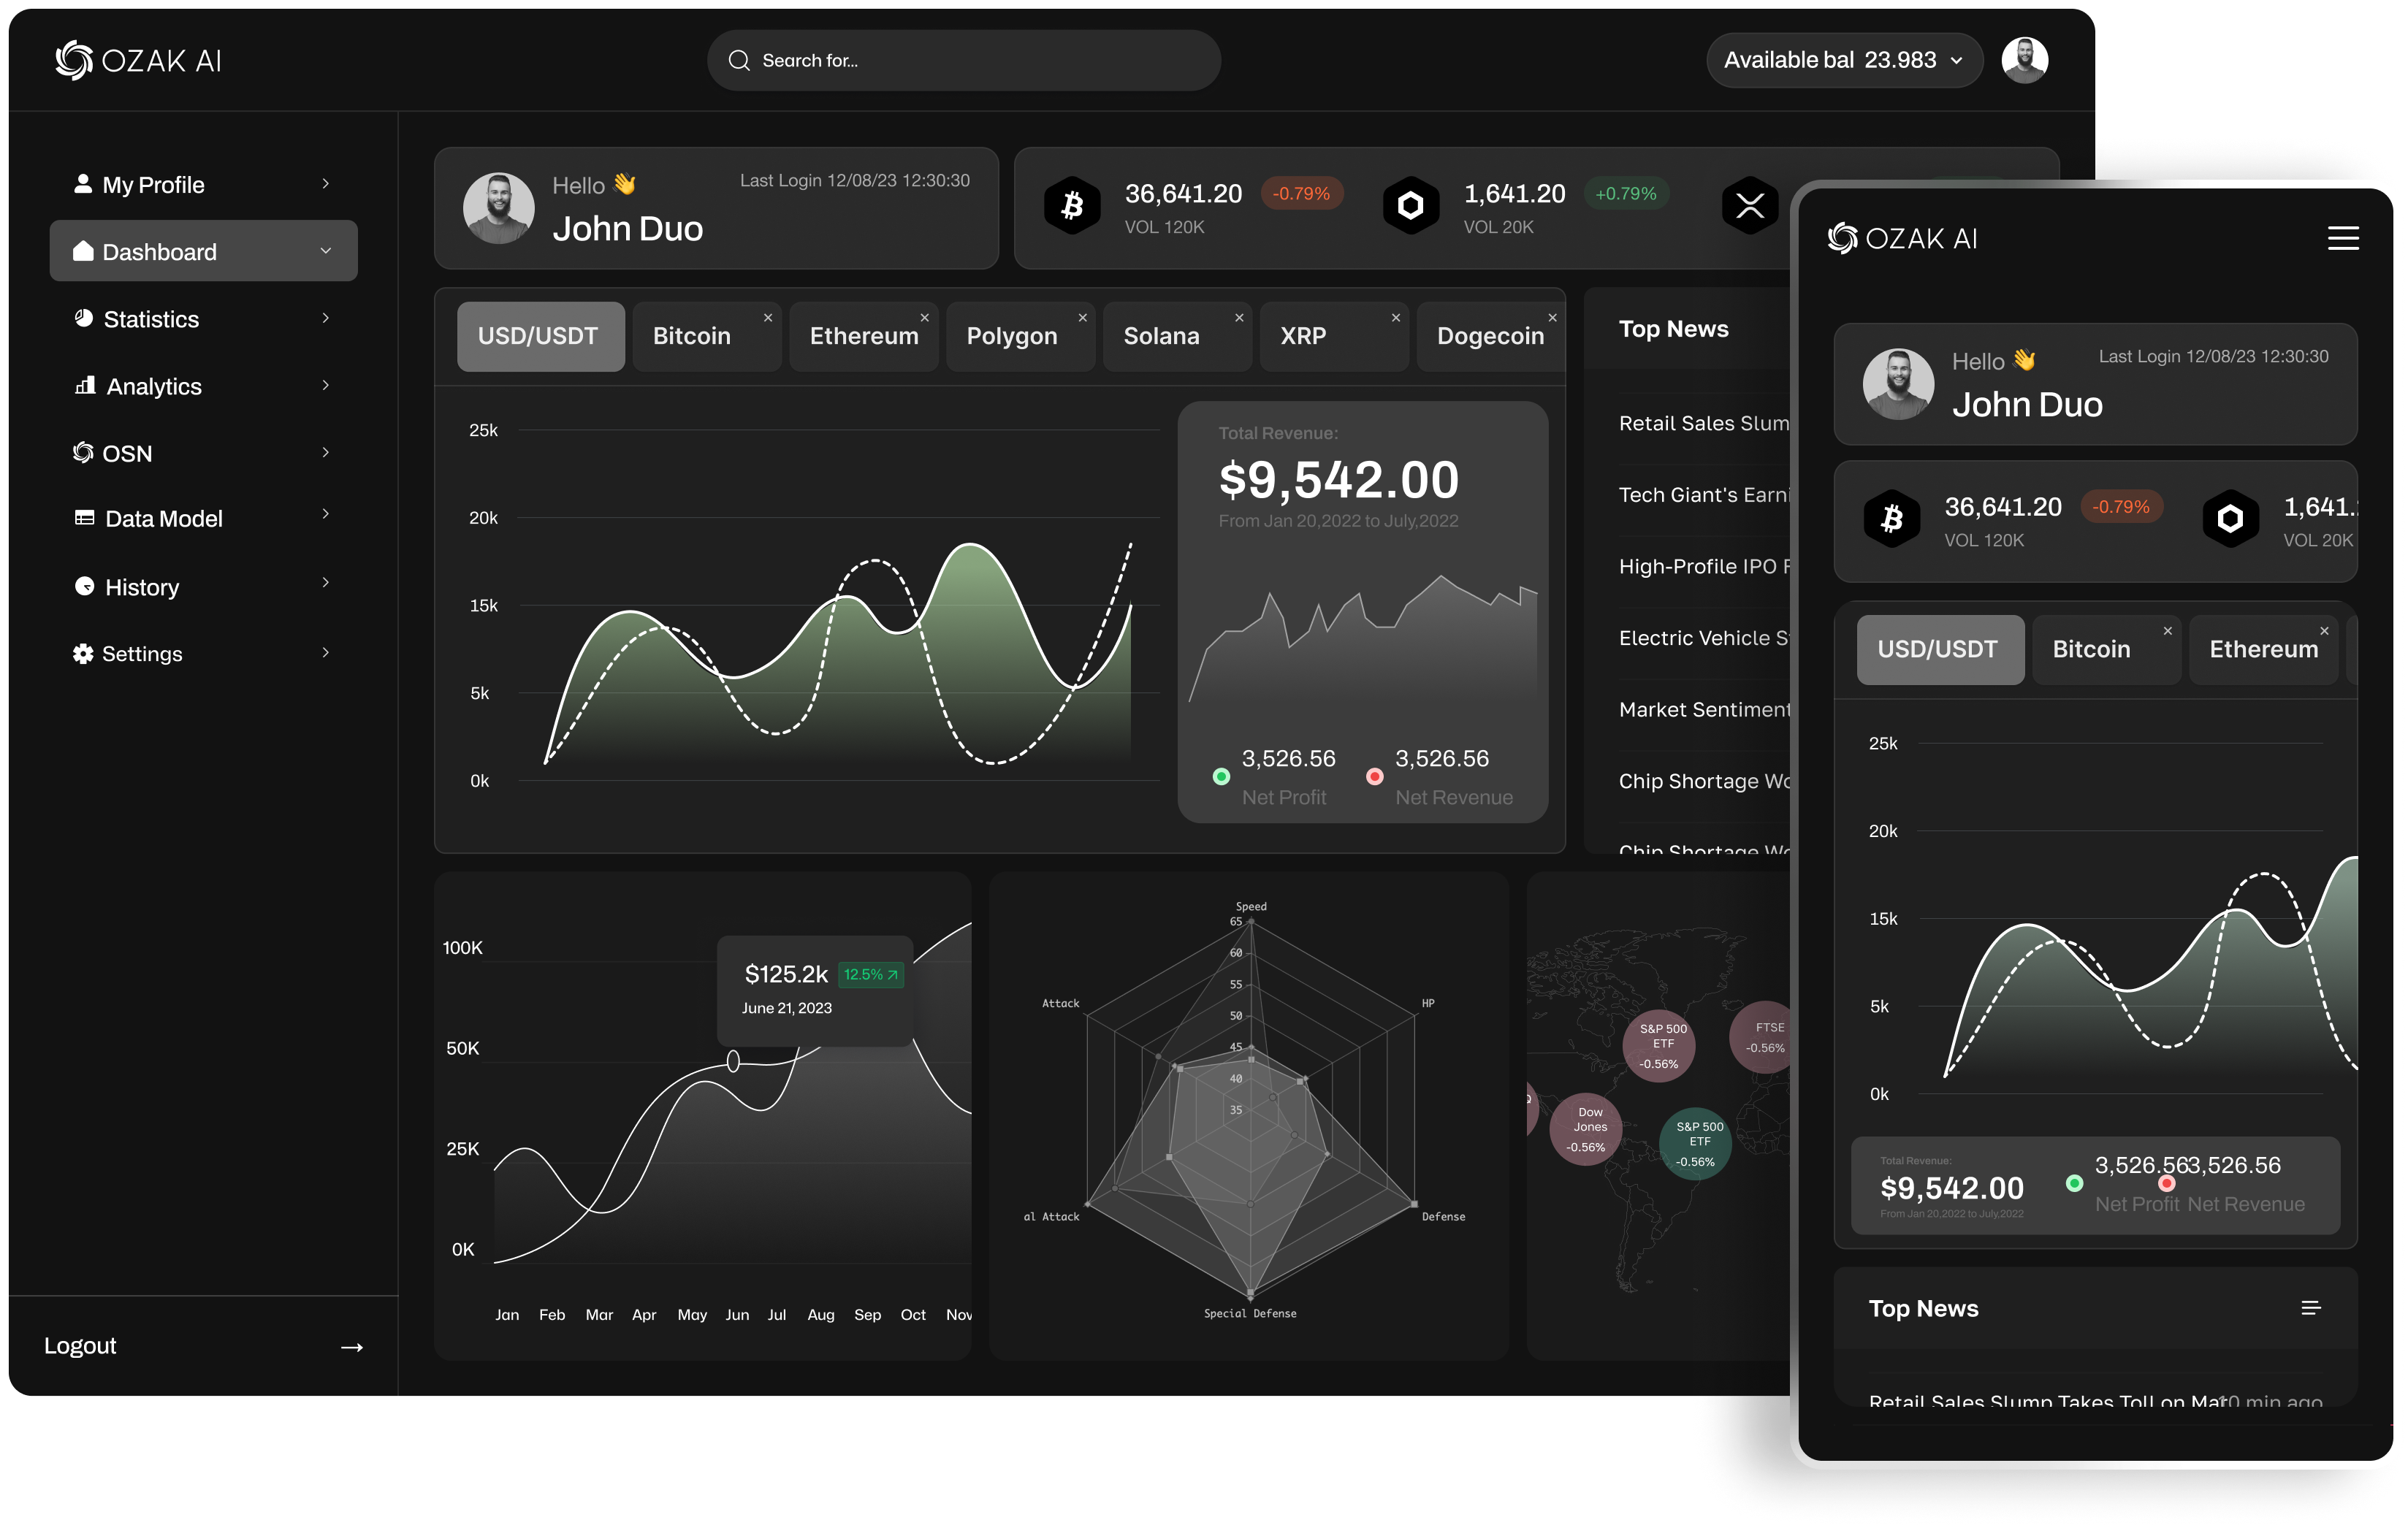 OZAK AI
Search for...
Available bal 23.983
My Profile
Dashboard
Statistics
Analytics
OSN
Data Model
History
Settings
Logout
Hello 👋
Last Login 12/08/23 12:30:30
John Duo
36,641.20 -0.79%
VOL 120K
1,641.20 +0.79%
VOL 20K
USD/USDT
Bitcoin
Ethereum
Polygon
Solana
XRP
Dogecoin
25k
20k
15k
5k
0k
Total Revenue:
$9,542.00
From Jan 20,2022 to July,2022
3,526.56
Net Profit
3,526.56
Net Revenue
Top News
Retail Sales Slum
Tech Giant's Earni
High-Profile IPO
Electric Vehicle S
Market Sentiment
Chip Shortage Wo
Chip Shortage Wo
100K
50K
25K
0K
$125.2k 12.5%
June 21, 2023
Jan Feb Mar Apr May Jun Jul Aug Sep Oct Nov
Speed
65
60
55
50
45
40
35
Attack
HP
al Attack
Defense
Special Defense
S&P 500
ETF
-0.56%
FTSE
-0.56%
Dow
Jones
-0.56%
S&P 500
ETF
-0.56%
OZAK AI
Hello 👋
Last Login 12/08/23 12:30:30
John Duo
36,641.20 -0.79%
VOL 120K
1,641.
VOL 20K
USD/USDT
Bitcoin
Ethereum
25k
20k
15k
5k
0k
Total Revenue:
$9,542.00
From Jan 20,2022 to July,2022
3,526.56
Net Profit
3,526.56
Net Revenue
Top News
Retail Sales Slump Takes Toll on Mar
10 min ago